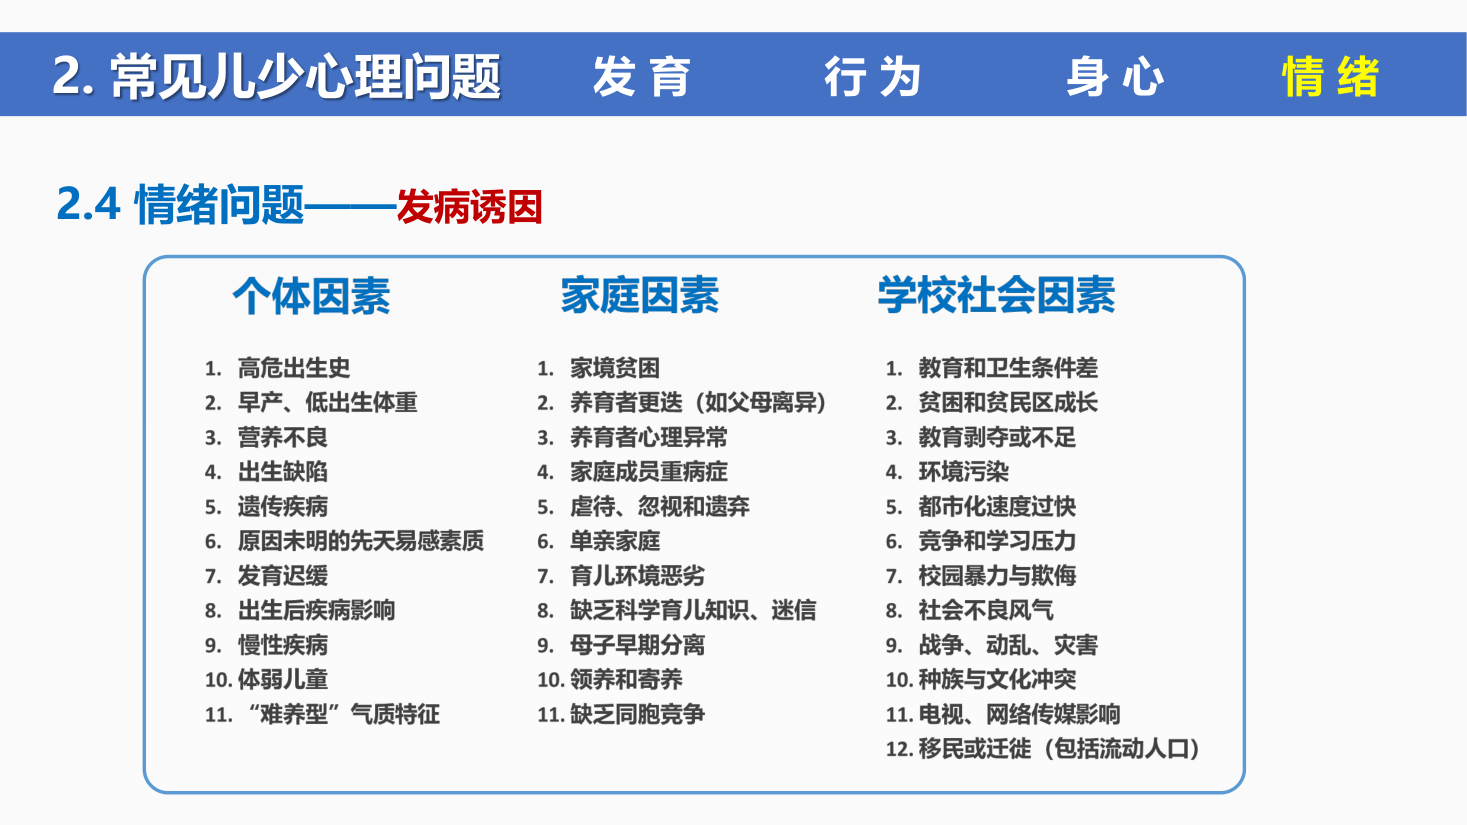 2. 常见儿少心理问题 发 育 行 为 身 心 情 绪
2.4 情绪问题——发病诱因
个体因素
1. 高危出生史
2. 早产、低出生体重
3. 营养不良
4. 出生缺陷
5. 遗传疾病
6. 原因未明的先天易感素质
7. 发育迟缓
8. 出生后疾病影响
9. 慢性疾病
10. 体弱儿童
11. “难养型”气质特征
家庭因素
1. 家境贫困
2. 养育者更迭（如父母离异）
3. 养育者心理异常
4. 家庭成员重病症
5. 虐待、忽视和遗弃
6. 单亲家庭
7. 育儿环境恶劣
8. 缺乏科学育儿知识、迷信
9. 母子早期分离
10. 领养和寄养
11. 缺乏同胞竞争
学校社会因素
1. 教育和卫生条件差
2. 贫困和贫民区成长
3. 教育剥夺或不足
4. 环境污染
5. 都市化速度过快
6. 竞争和学习压力
7. 校园暴力与欺侮
8. 社会不良风气
9. 战争、动乱、灾害
10. 种族与文化冲突
11. 电视、网络传媒影响
12. 移民或迁徙（包括流动人口）